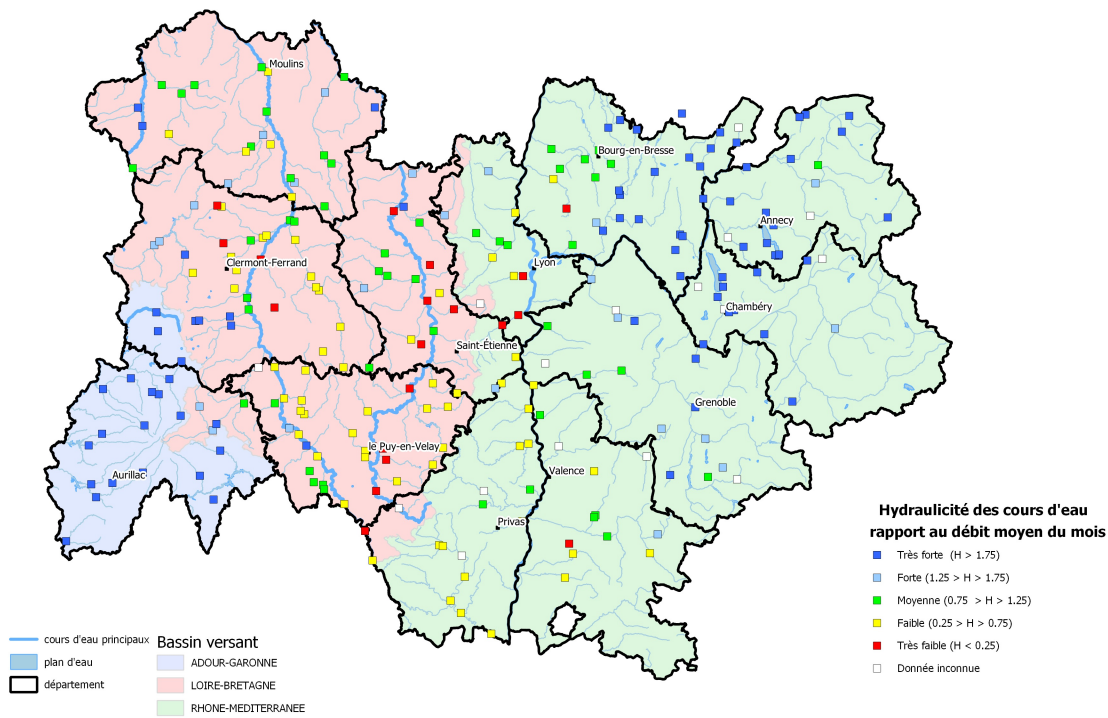 Moulins
Bourg-en-Bresse
Annecy
Clermont-Ferrand
Lyon
Chambéry
Saint-Étienne
Grenoble
le Puy-en-Velay
Aurillac
Valence
Privas
Hydraulicité des cours d'eau
rapport au débit moyen du mois
Très forte (H > 1.75)
Forte (1.25 > H > 1.75)
Moyenne (0.75 > H > 1.25)
Faible (0.25 > H > 0.75)
Très faible (H < 0.25)
Donnée inconnue
cours d'eau principaux
plan d'eau
département
Bassin versant
ADOUR-GARONNE
LOIRE-BRETAGNE
RHONE-MEDITERRANEE